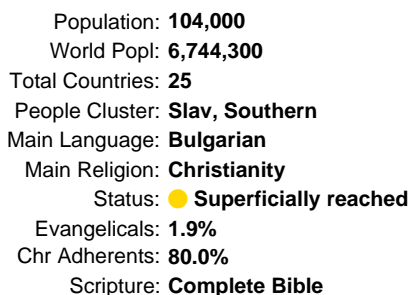 Population: 104,000
World Popl: 6,744,300
Total Countries: 25
People Cluster: Slav, Southern
Main Language: Bulgarian
Main Religion: Christianity
Status: Superficially reached
Evangelicals: 1.9%
Chr Adherents: 80.0%
Scripture: Complete Bible